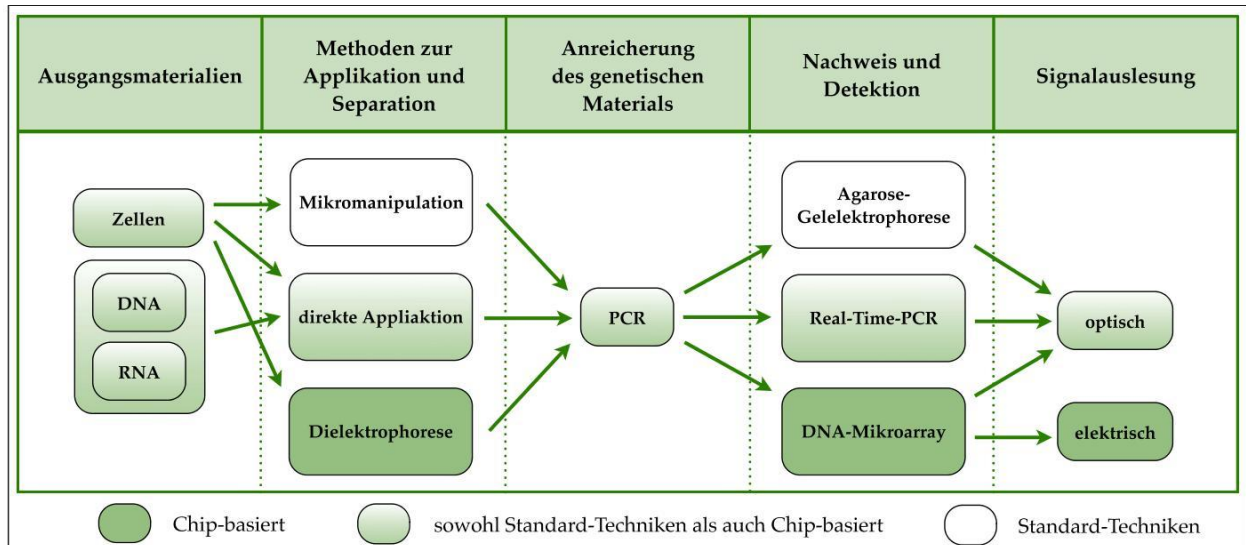 Ausgangsmaterialien
Methoden zur
Applikation und
Separation
Anreicherung
des genetischen
Materials
Nachweis und
Detektion
Signalauslesung
Zellen
DNA
RNA
Mikromanipulation
direkte Appliaktion
Dielektrophorese
PCR
Agarose-
Gelelektrophorese
Real-Time-PCR
DNA-Mikroarray
optisch
elektrisch
Chip-basiert
sowohl Standard-Techniken als auch Chip-basiert
Standard-Techniken